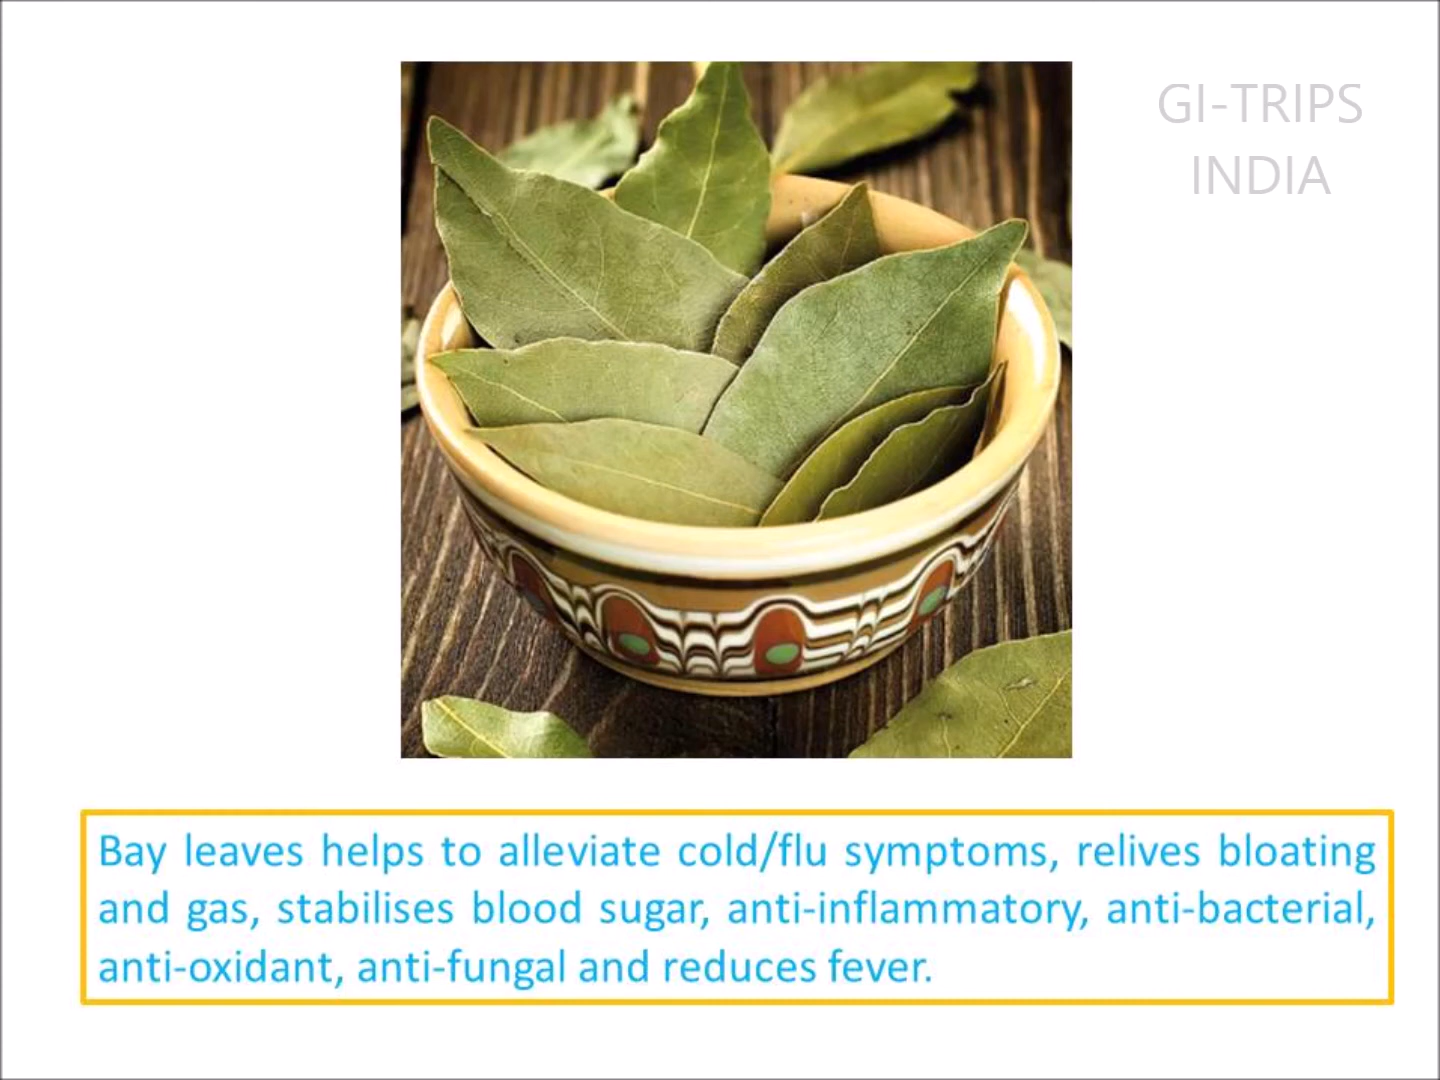 GI-TRIPS
INDIA
Bay leaves helps to alleviate cold/flu symptoms, relives bloating
and gas, stabilises blood sugar, anti-inflammatory, anti-bacterial,
anti-oxidant, anti-fungal and reduces fever.